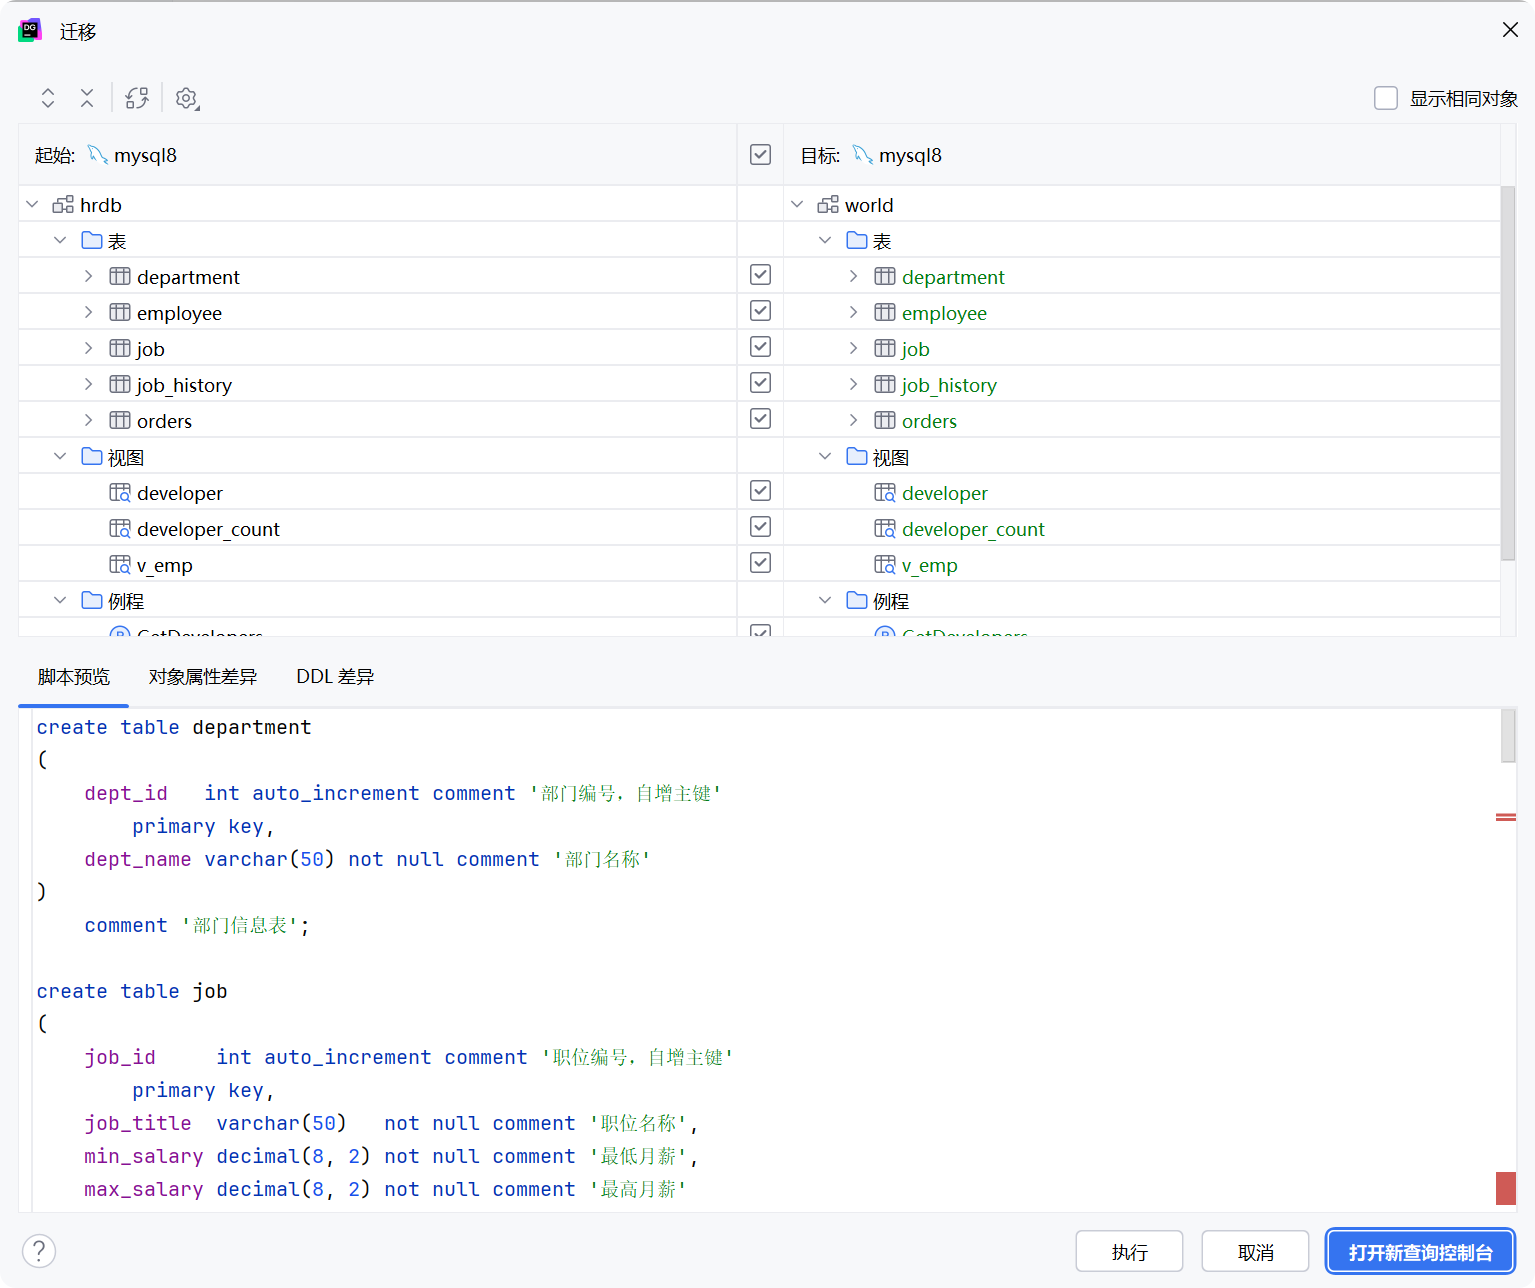 DG
迁移
显示相同对象
起始: mysql8
目标: mysql8
hrdb
world
表
表
department
department
employee
employee
job
job
job_history
job_history
orders
orders
视图
视图
developer
developer
developer_count
developer_count
v_emp
v_emp
例程
例程
GetDevelopers
GetDevelopers
脚本预览 对象属性差异 DDL 差异
create table department
(
dept_id int auto_increment comment '部门编号，自增主键'
primary key,
dept_name varchar(50) not null comment '部门名称'
)
comment '部门信息表';
create table job
(
job_id int auto_increment comment '职位编号，自增主键'
primary key,
job_title varchar(50) not null comment '职位名称',
min_salary decimal(8, 2) not null comment '最低月薪',
max_salary decimal(8, 2) not null comment '最高月薪'
?
执行 取消 打开新查询控制台